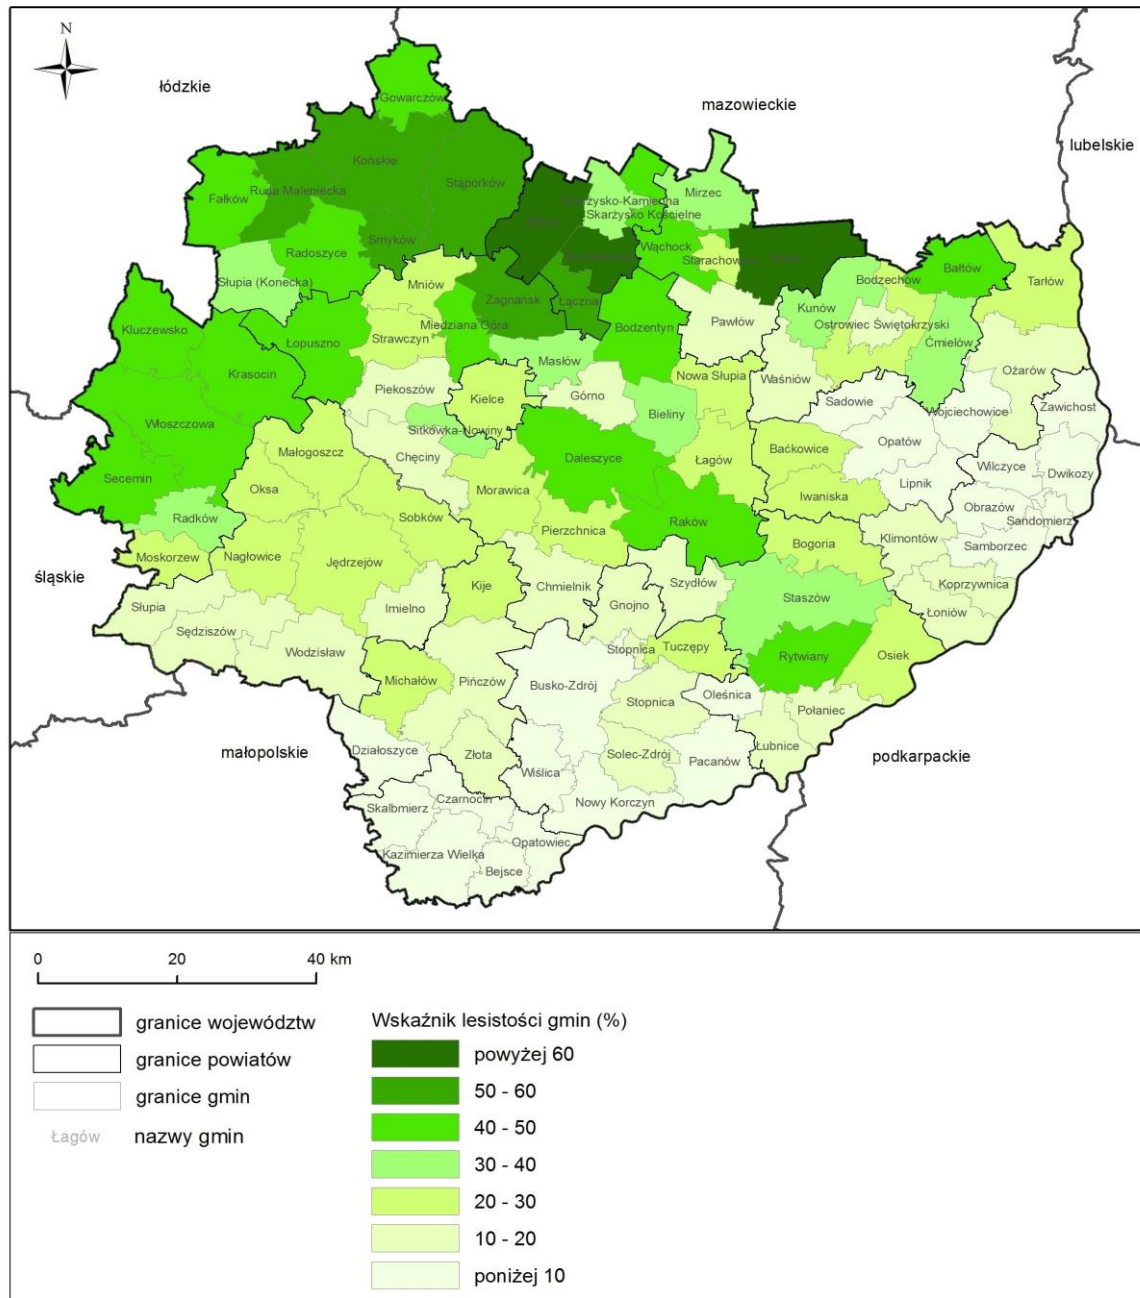 N
łódzkie
mazowieckie
lubelskie
Gowarczów
Końskie
Stąporków
Fałków
Ruda Maleniecka
Mirzec
Skarżysko Kościelne
Radoszyce
Smyków
Wąchock
Słupia (Konecka)
Mniów
Zagnańsk
Łączna
Bodzechów
Bałtów
Tarłów
Kluczewsko
Łopuszno
Strawczyn
Miedziana Góra
Bodzentyn
Pawłów
Kunów
Ostrowiec Świętokrzyski
Ćmielów
Krasocin
Masłów
Ożarów
Piekoszów
Kielce
Górno
Nowa Słupia
Waśniów
Włoszczowa
Sitkówka-Nowiny
Bieliny
Sadowie
Wojciechowice
Zawichost
Małogoszcz
Chęciny
Daleszyce
Łagów
Baćkowice
Opatów
Wilczyce
Dwikozy
Secemin
Oksa
Morawica
Iwaniska
Lipnik
Obrazów
Sandomierz
Radków
Sobków
Pierzchnica
Raków
Bogoria
Klimontów
Samborzec
śląskie
Moskorzew
Nagłowice
Jędrzejów
Kije
Chmielnik
Gnojno
Szydłów
Staszów
Koprzywnica
Słupia
Imielno
Łoniów
Sędziszów
Wodzisław
Stopnica
Tuczępy
Rytwiany
Osiek
Michałów
Pińczów
Busko-Zdrój
Stopnica
Oleśnica
Połaniec
małopolskie
Działoszyce
Złota
Wiślica
Solec-Zdrój
Pacanów
Łubnice
podkarpackie
Skalbmierz
Czarnocin
Nowy Korczyn
Kazimierza Wielka
Opatowiec
Bejsce
0 20 40 km
granice województw
granice powiatów
granice gmin
Łagów nazwy gmin
Wskaźnik lesistości gmin (%)
powyżej 60
50 - 60
40 - 50
30 - 40
20 - 30
10 - 20
poniżej 10